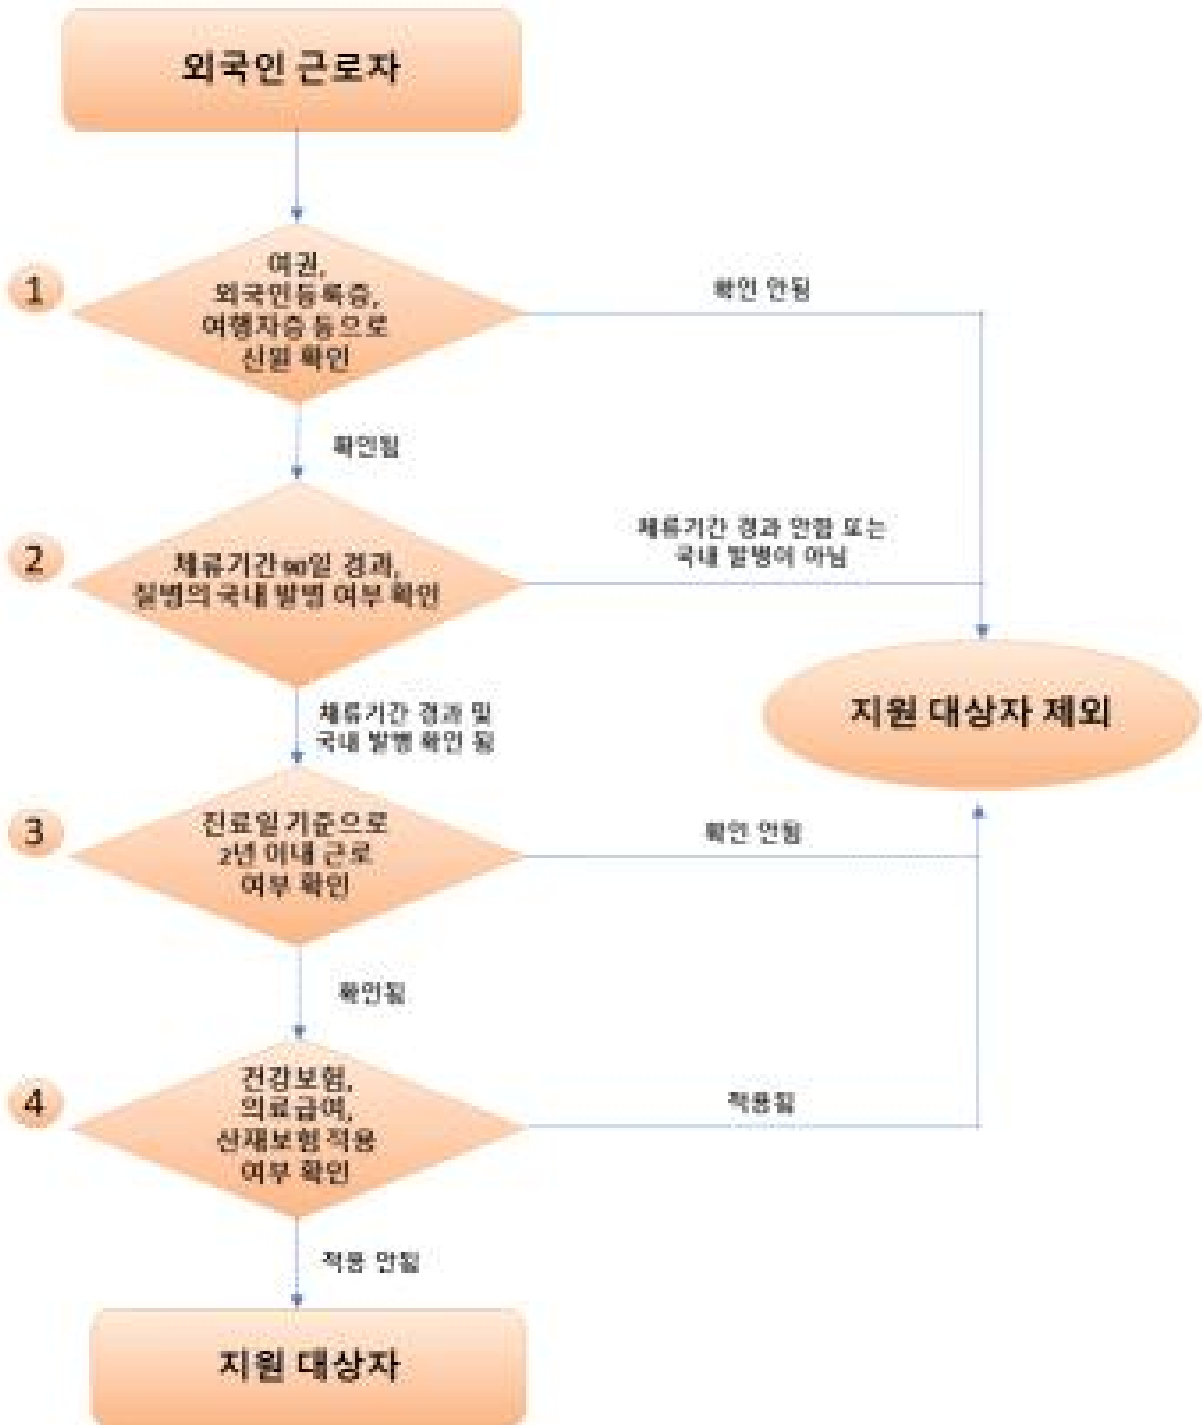 외국인 근로자
1
여권,
외국인등록증,
여행자증 등으로
신원 확인
확인 안됨
확인됨
2
체류기간 90일 경과,
질병의 국내 발병 여부 확인
체류기간 경과 안함 또는
국내 발병이 아님
체류기간 경과 및
국내 발병 확인 됨
지원 대상자 제외
3
진료일 기준으로
2년 이내 근로
여부 확인
확인 안됨
확인됨
4
건강보험,
의료급여,
산재보험 적용
여부 확인
적용됨
적용 안됨
지원 대상자